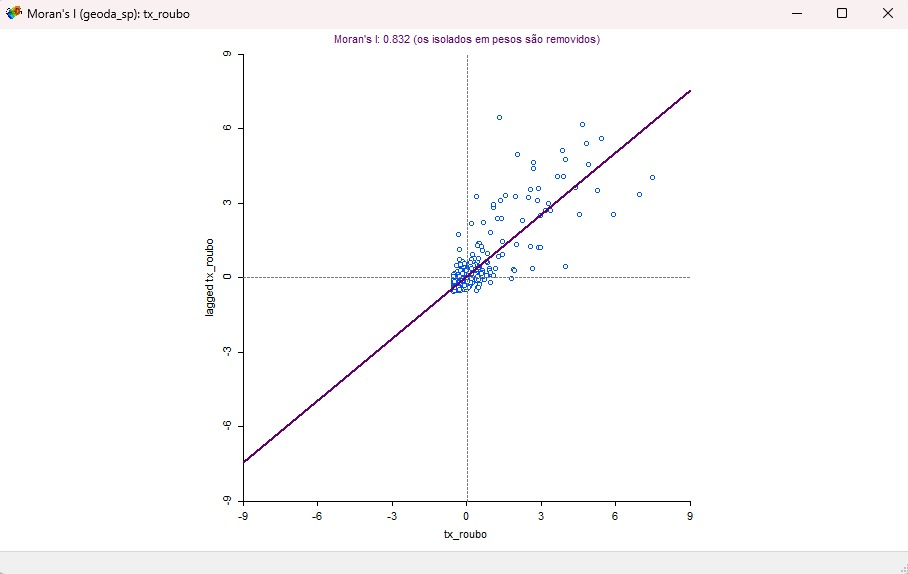 Moran's I (geoda_sp): tx_roubo
Moran's I: 0.832 (os isolados em pesos são removidos)
9
6
3
0
-3
-6
-9
lagged tx_roubo
-9 -6 -3 0 3 6 9
tx_roubo